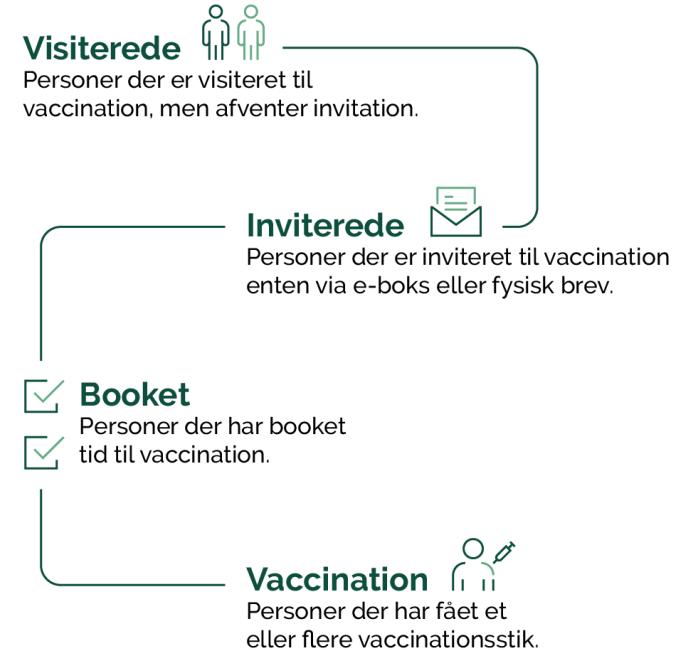 Visiterede
Personer der er visiteret til
vaccination, men afventer invitation.
Inviterede
Personer der er inviteret til vaccination
enten via e-boks eller fysisk brev.
Booket
Personer der har booket
tid til vaccination.
Vaccination
Personer der har fået et
eller flere vaccinationsstik.